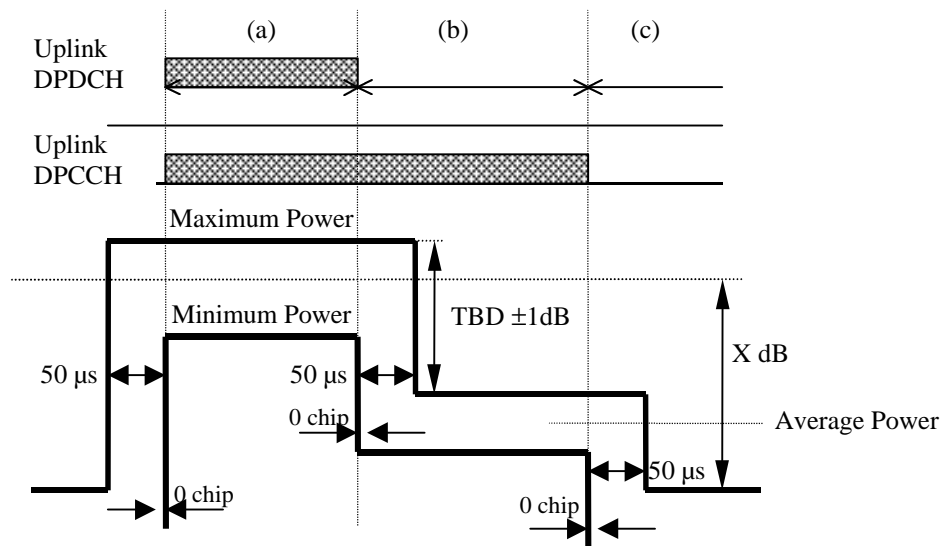 (a)
(b)
(c)
Uplink
DPDCH
Uplink
DPCCH
Maximum Power
TBD ±1dB
Minimum Power
X dB
50 μs
50 μs
0 chip
Average Power
50 μs
0 chip
0 chip